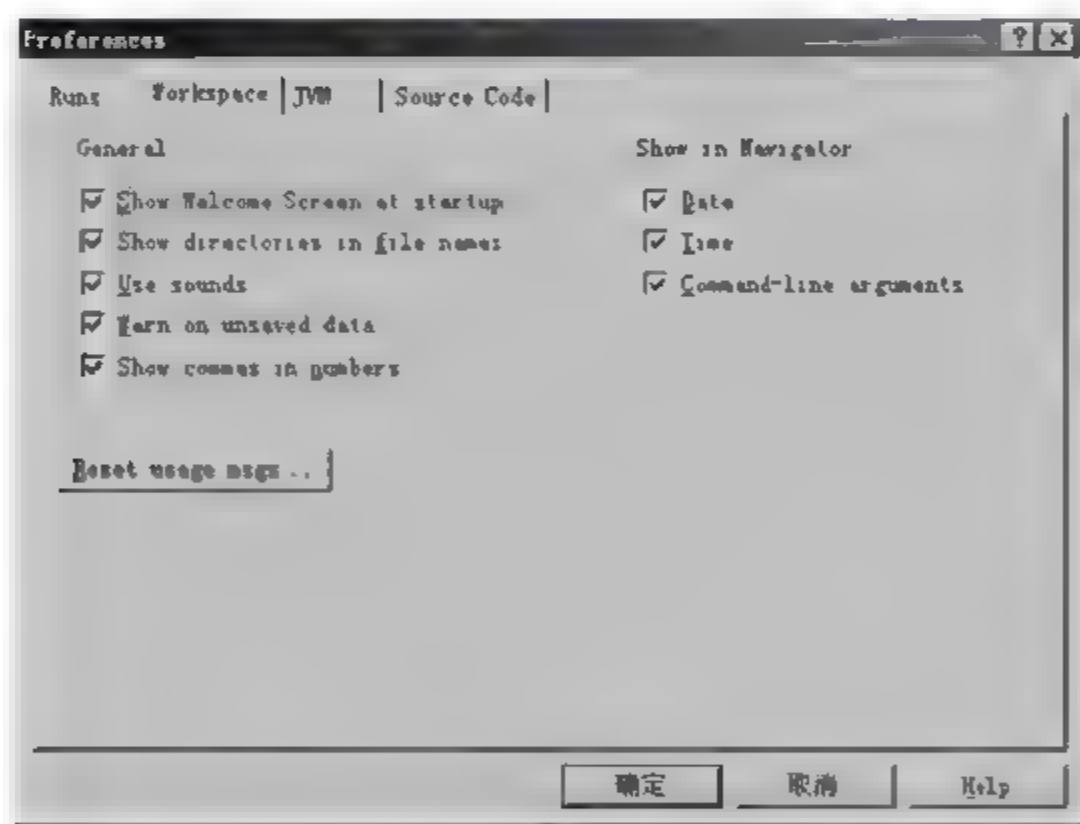 Preferences
Runs Workspace JVM Source Code
General
Show Welcome Screen at startup
Show directories in file names
Use sounds
Warn on unsaved data
Show commas in numbers
Reset usage msgs...
Show in Navigator
Date
Time
Command-line arguments
确定 取消 Help